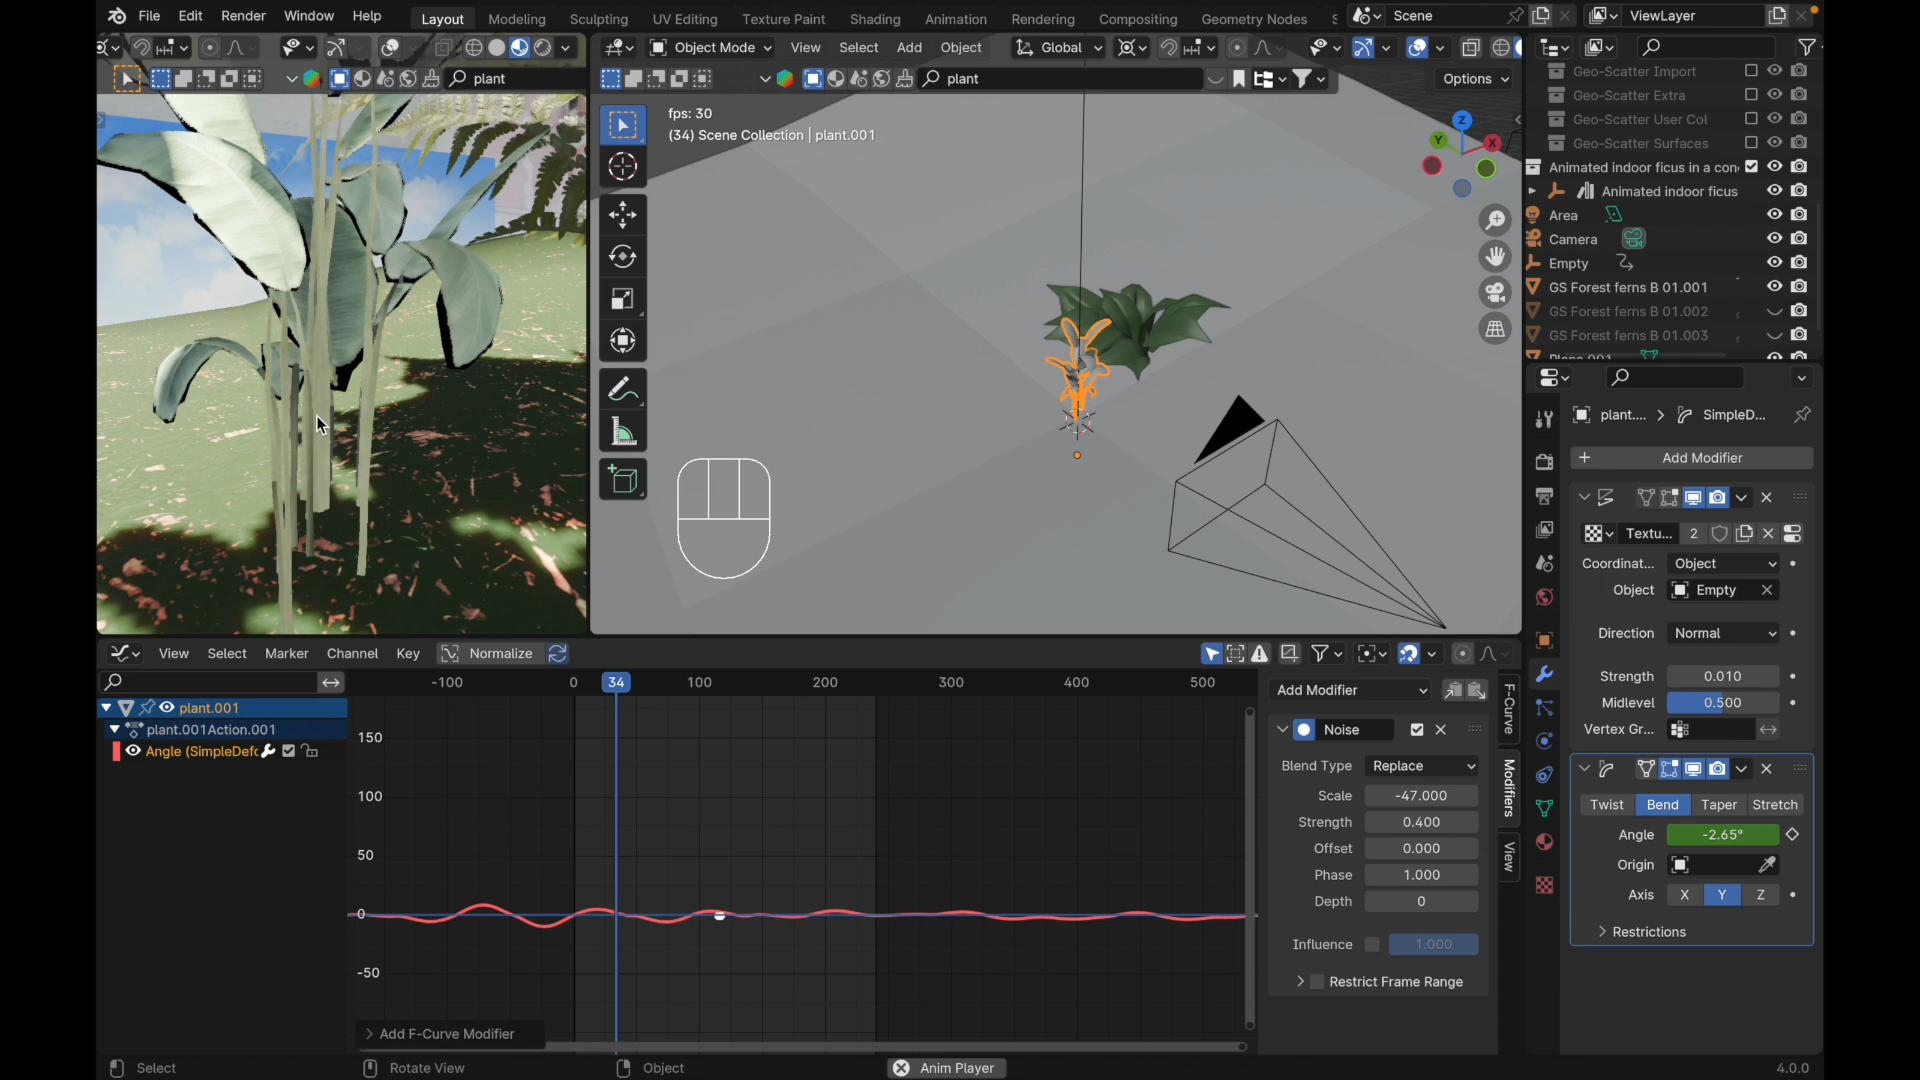 File Edit Render Window Help
Layout Modeling Sculpting UV Editing Texture Paint Shading Animation Rendering Compositing Geometry Nodes
Scene
ViewLayer
Object Mode View Select Add Object
Global
plant
plant
Options
fps: 30
(34) Scene Collection | plant.001
Z
Y
X
Geo-Scatter Import
Geo-Scatter Extra
Geo-Scatter User Col
Geo-Scatter Surfaces
Animated indoor ficus in a con
Animated indoor ficus
Area
Camera
Empty
GS Forest ferns B 01.001
GS Forest ferns B 01.002
GS Forest ferns B 01.003
Plane.001
plant.... > SimpleD...
+ Add Modifier
Textu... 2
Coordinat... Object
Object Empty
Direction Normal
Strength 0.010
Midlevel 0.500
Vertex Gr...
Twist Bend Taper Stretch
Angle -2.65°
Origin
Axis X Y Z
Restrictions
View Select Marker Channel Key Normalize
-100 0 34 100 200 300 400 500
plant.001
plant.001Action.001
Angle (SimpleDefo
150
100
50
0
-50
Add F-Curve Modifier
Add Modifier
Noise
Blend Type Replace
Scale -47.000
Strength 0.400
Offset 0.000
Phase 1.000
Depth 0
Influence 1.000
Restrict Frame Range
F-Curve
Modifiers
View
Select Rotate View Object Anim Player 4.0.0